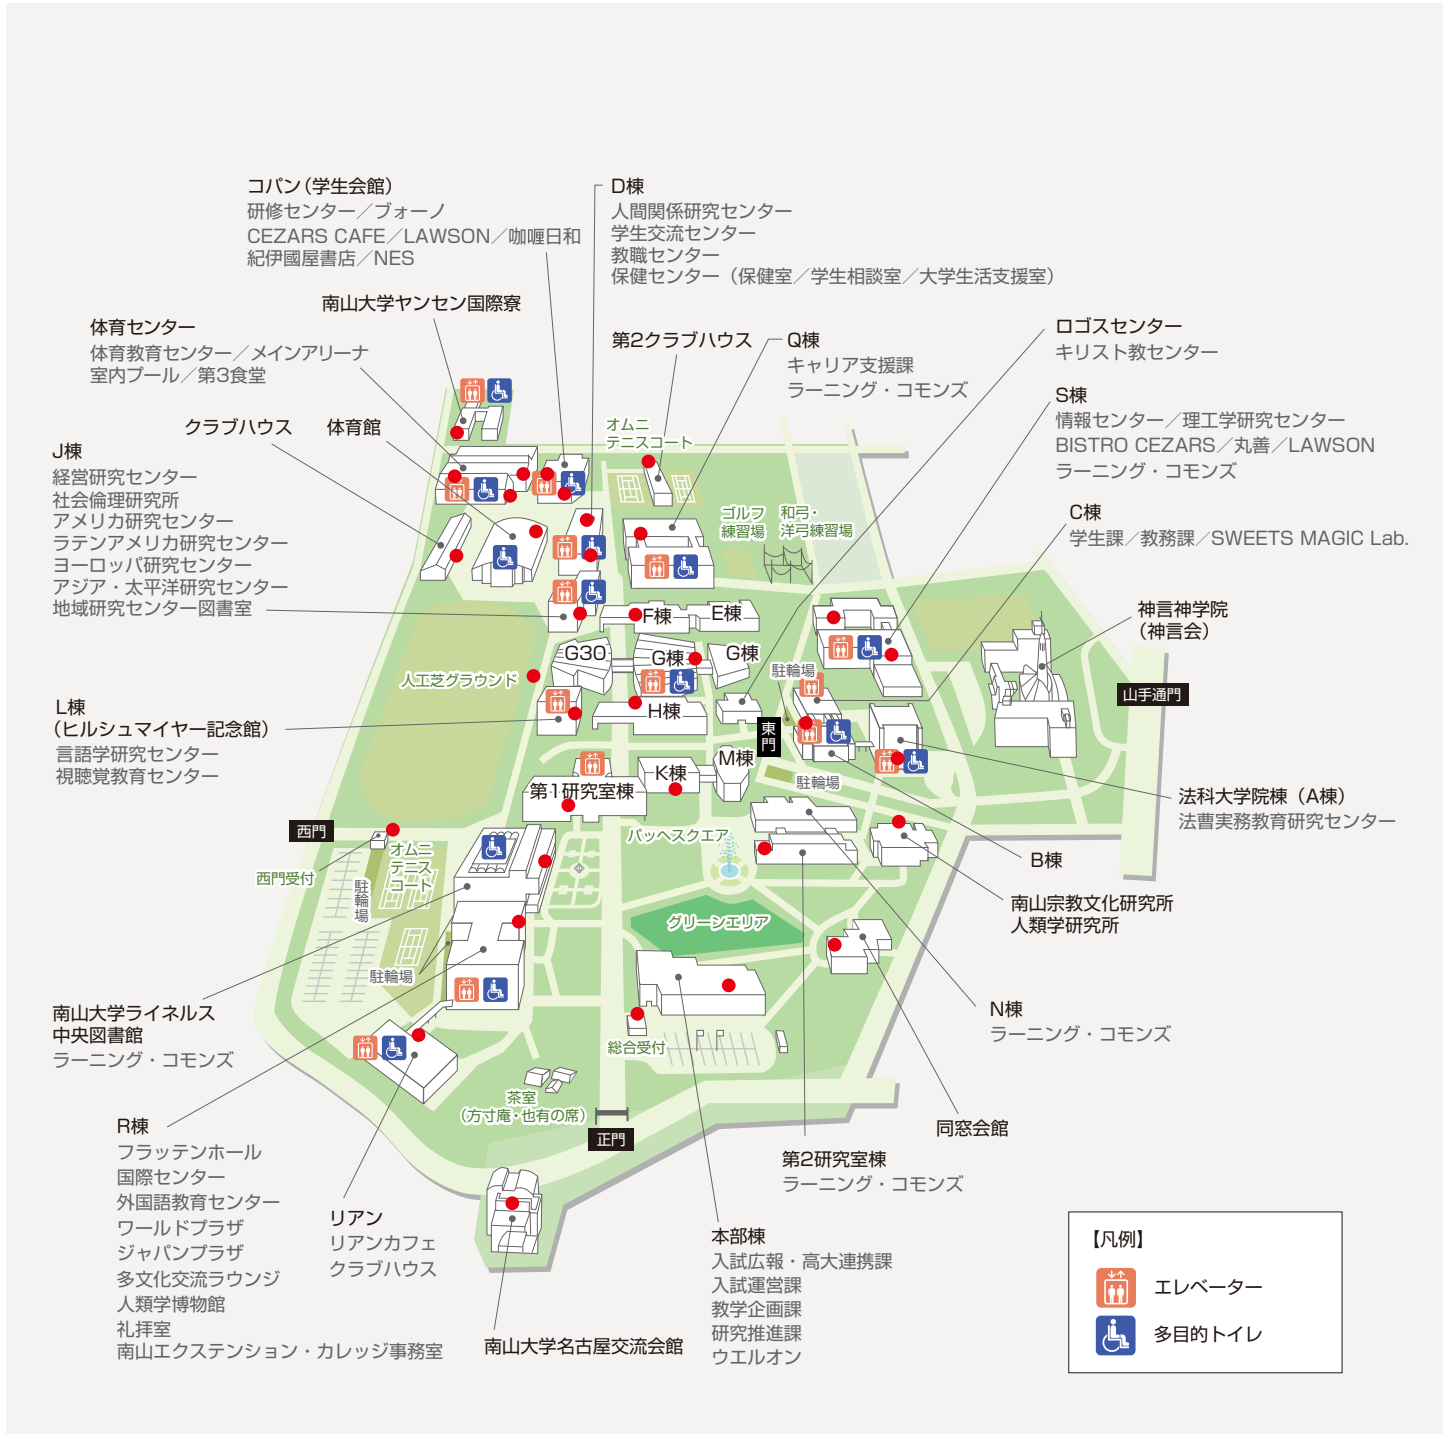 コパン(学生会館)
研修センター／ブォーノ
CEZARS CAFE／LAWSON／咖喱日和
紀伊國屋書店／NES
D棟
人間関係研究センター
学生交流センター
教職センター
保健センター（保健室／学生相談室／大学生活支援室）
南山大学ヤンセン国際寮
体育センター
体育教育センター／メインアリーナ
室内プール／第3食堂
第2クラブハウス
Q棟
キャリア支援課
ラーニング・コモンズ
ロゴスセンター
キリスト教センター
S棟
情報センター／理工学研究センター
BISTRO CEZARS／丸善／LAWSON
ラーニング・コモンズ
クラブハウス
体育館
オムニ
テニスコート
J棟
経営研究センター
社会倫理研究所
アメリカ研究センター
ラテンアメリカ研究センター
ヨーロッパ研究センター
アジア・太平洋研究センター
地域研究センター図書室
ゴルフ
練習場
和弓・
洋弓練習場
C棟
学生課／教務課／SWEETS MAGIC Lab.
神言神学院
（神言会）
F棟
E棟
G30
G棟
G棟
駐輪場
人工芝グラウンド
山手通門
L棟
（ヒルシュマイヤー記念館）
言語学研究センター
視聴覚教育センター
H棟
東門
M棟
K棟
第1研究室棟
駐輪場
法科大学院棟（A棟）
法曹実務教育研究センター
西門
パッヘスクエア
オムニ
テニス
コート
西門受付
駐輪場
B棟
南山宗教文化研究所
人類学研究所
グリーンエリア
駐輪場
南山大学ライネルス
中央図書館
ラーニング・コモンズ
N棟
ラーニング・コモンズ
総合受付
茶室
（方寸庵・也有の席）
正門
R棟
フラッテンホール
国際センター
外国語教育センター
ワールドプラザ
ジャパンプラザ
多文化交流ラウンジ
人類学博物館
礼拝室
南山エクステンション・カレッジ事務室
リアン
リアンカフェ
クラブハウス
同窓会館
第2研究室棟
ラーニング・コモンズ
南山大学名古屋交流会館
本部棟
入試広報・高大連携課
入試運営課
教学企画課
研究推進課
ウエルオン
【凡例】
エレベーター
多目的トイレ